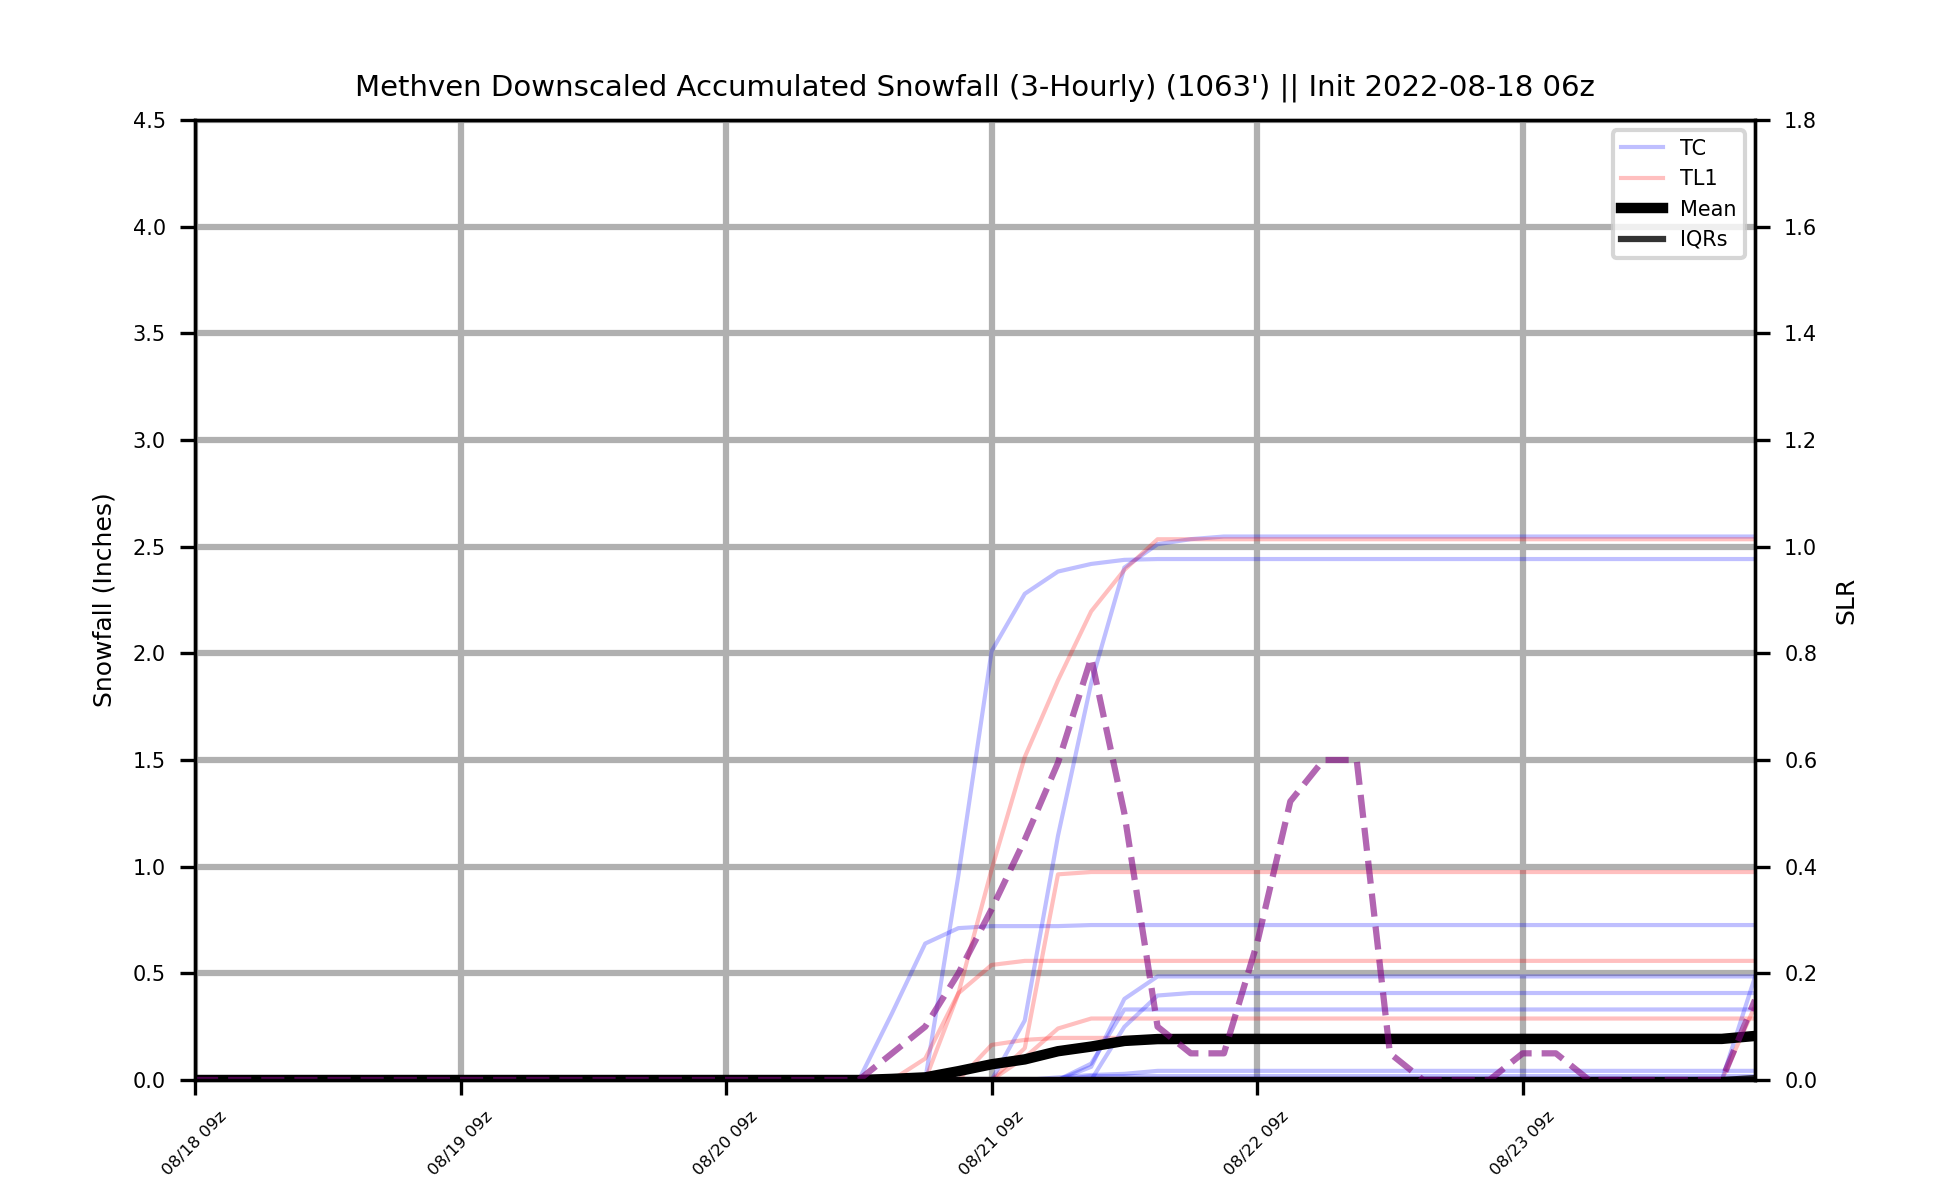 Methven Downscaled Accumulated Snowfall (3-Hourly) (1063') || Init 2022-08-18 06z
4.5
4.0
3.5
3.0
2.5
2.0
1.5
1.0
0.5
0.0
Snowfall (Inches)
TC
TL1
Mean
IQRs
1.8
1.6
1.4
1.2
1.0
0.8
0.6
0.4
0.2
0.0
SLR
08/18 09z
08/19 09z
08/20 09z
08/21 09z
08/22 09z
08/23 09z